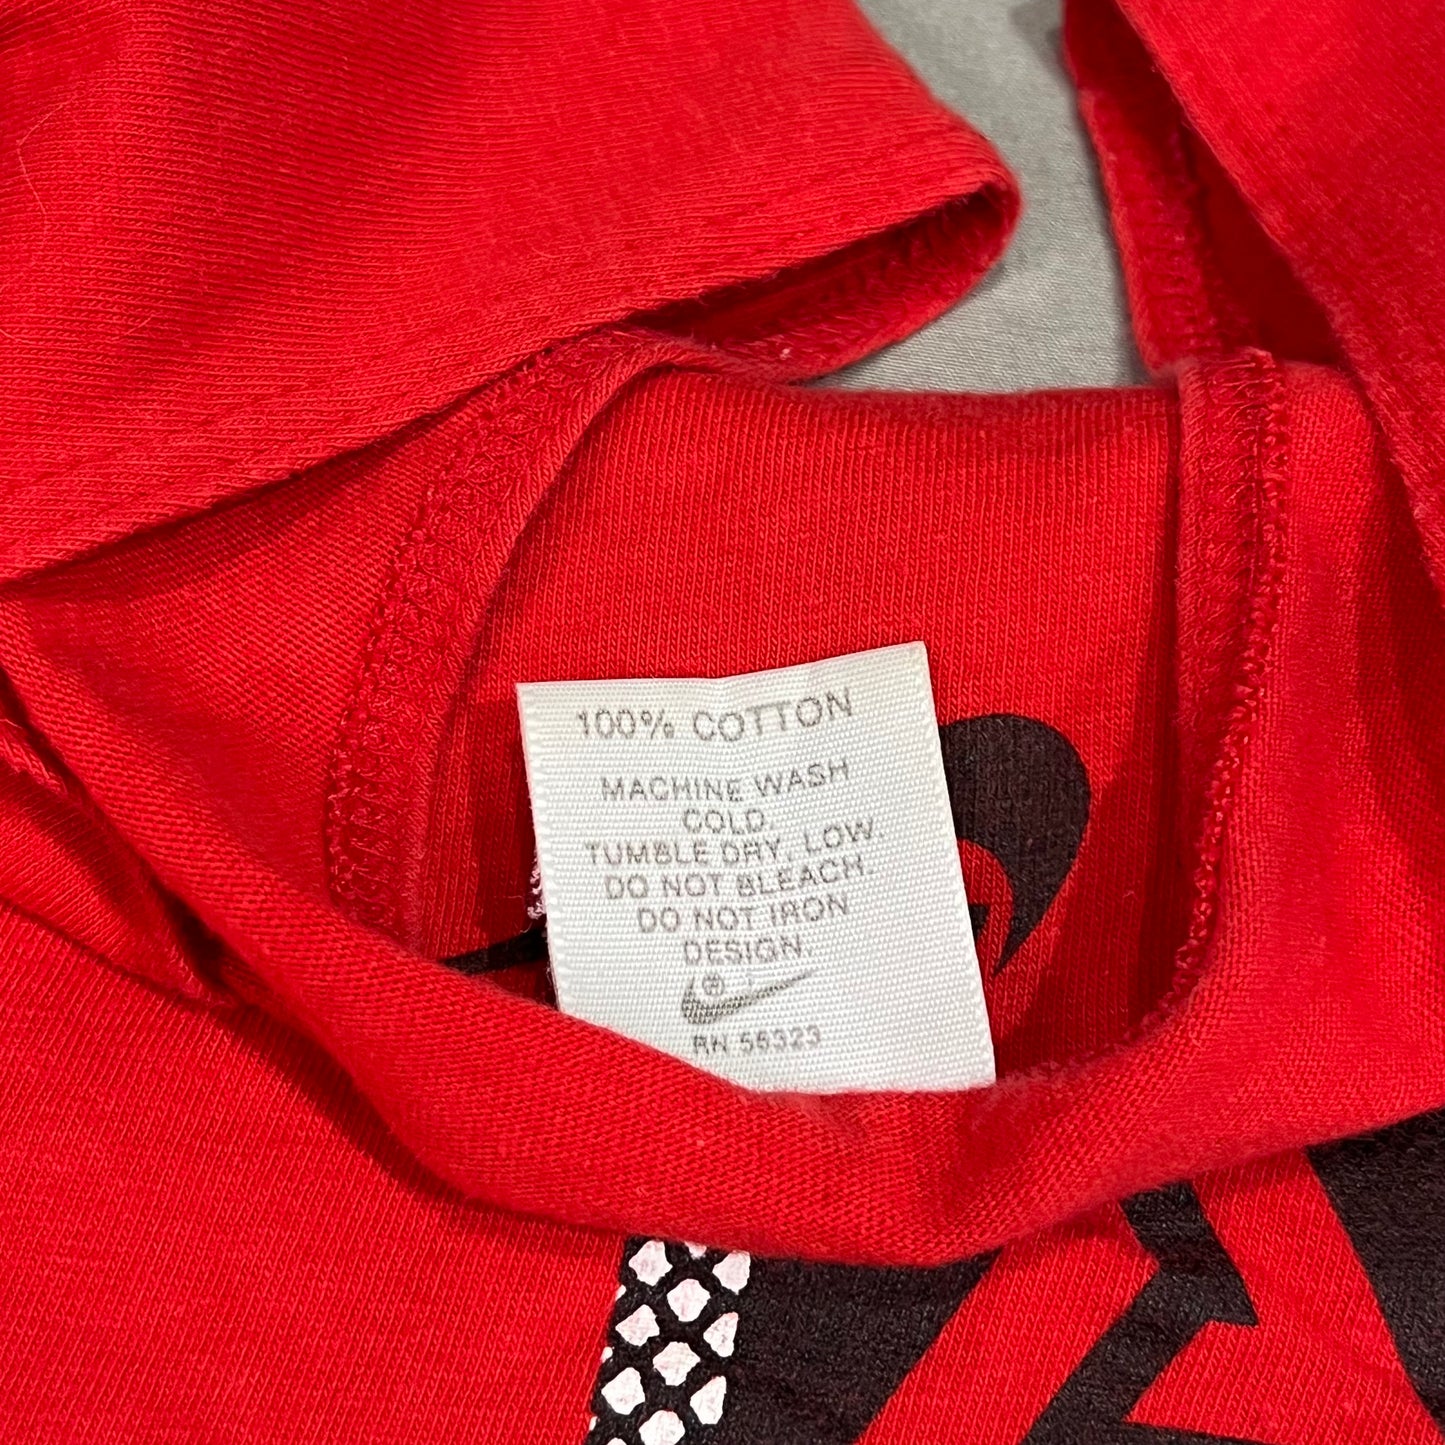 100% COTTON
MACHINE WASH
COLD.
TUMBLE DRY, LOW.
DO NOT BLEACH.
DO NOT IRON
DESIGN.
®
RN 56323